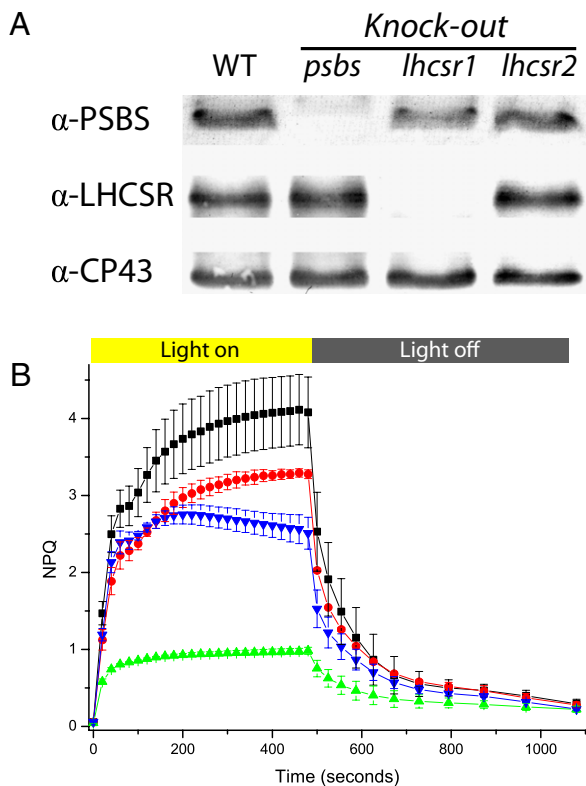 A
Knock-out
WT psbs lhcsr1 lhcsr2
α-PSBS
α-LHCSR
α-CP43
B
Light on Light off
NPQ
4
3
2
1
0
0 200 400 600 800 1000
Time (seconds)